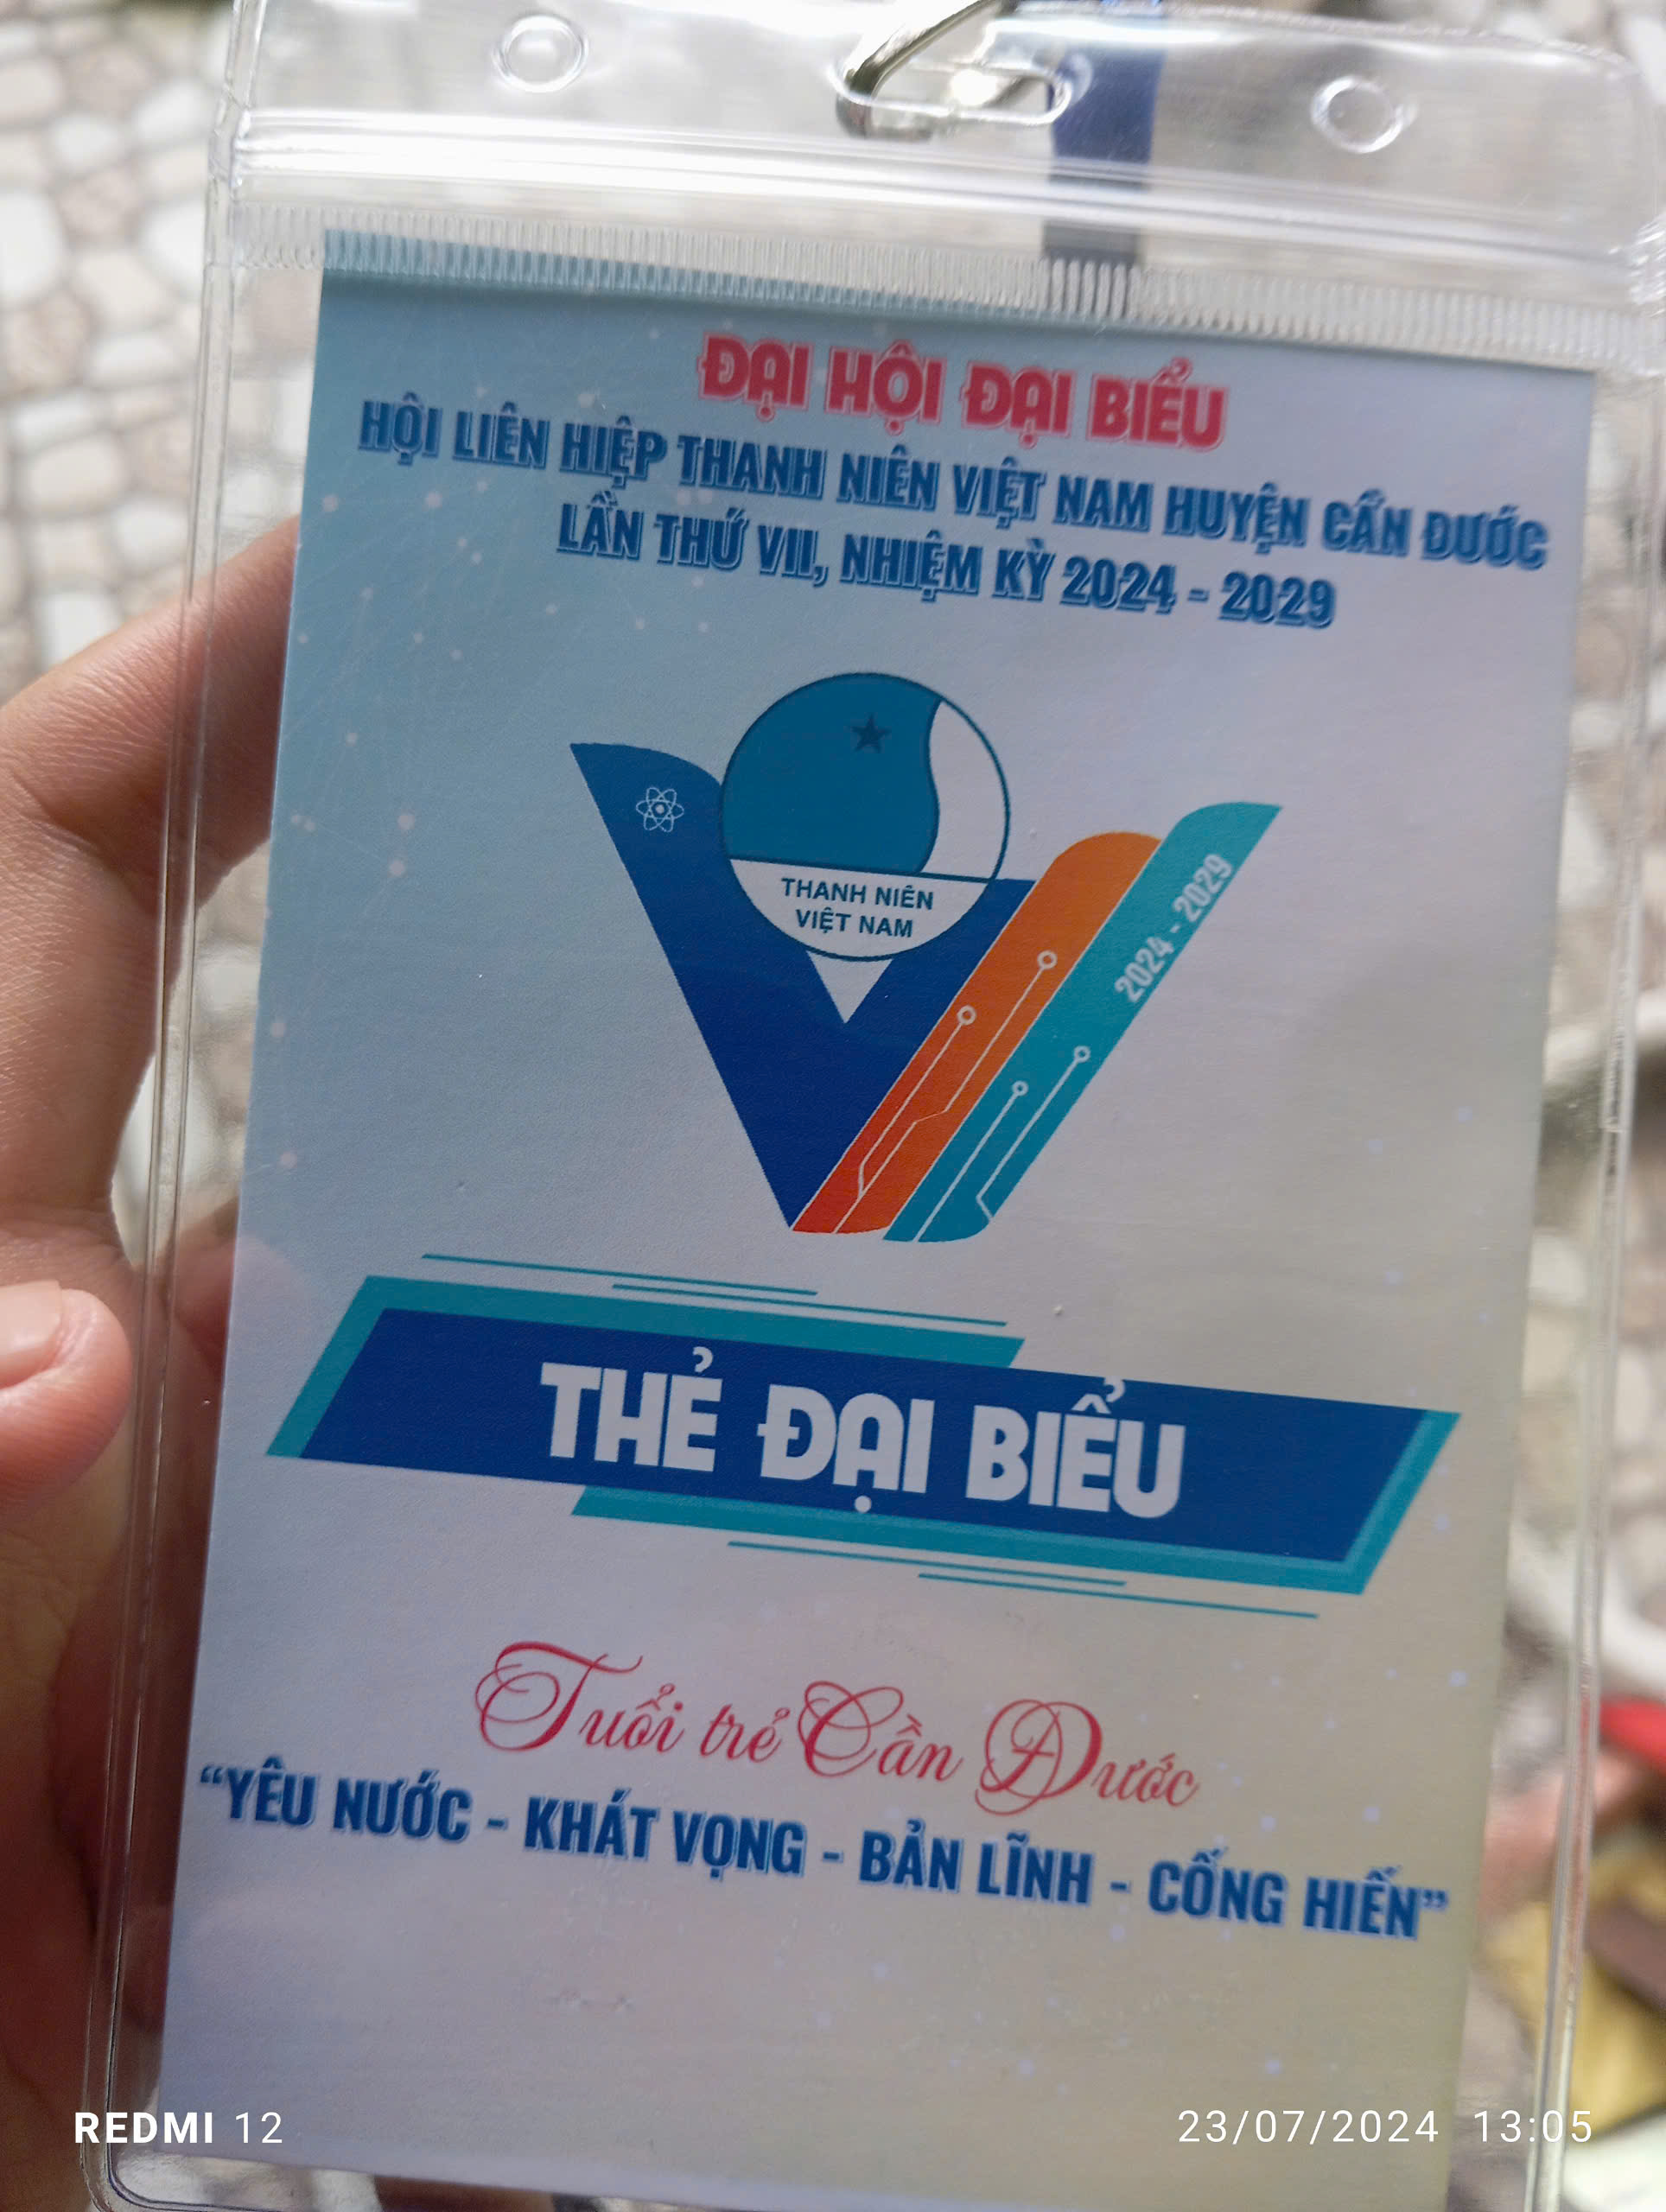 ĐẠI HỘI ĐẠI BIỂU
HỘI LIÊN HIỆP THANH NIÊN VIỆT NAM HUYỆN CẦN ĐƯỚC
LẦN THỨ VII, NHIỆM KỲ 2024 - 2029
THANH NIÊN
VIỆT NAM
2024 - 2029
THẺ ĐẠI BIỂU
Tuổi trẻ Cần Đước
“YÊU NƯỚC - KHÁT VỌNG - BẢN LĨNH - CỐNG HIẾN”
REDMI 12
23/07/2024 13:05